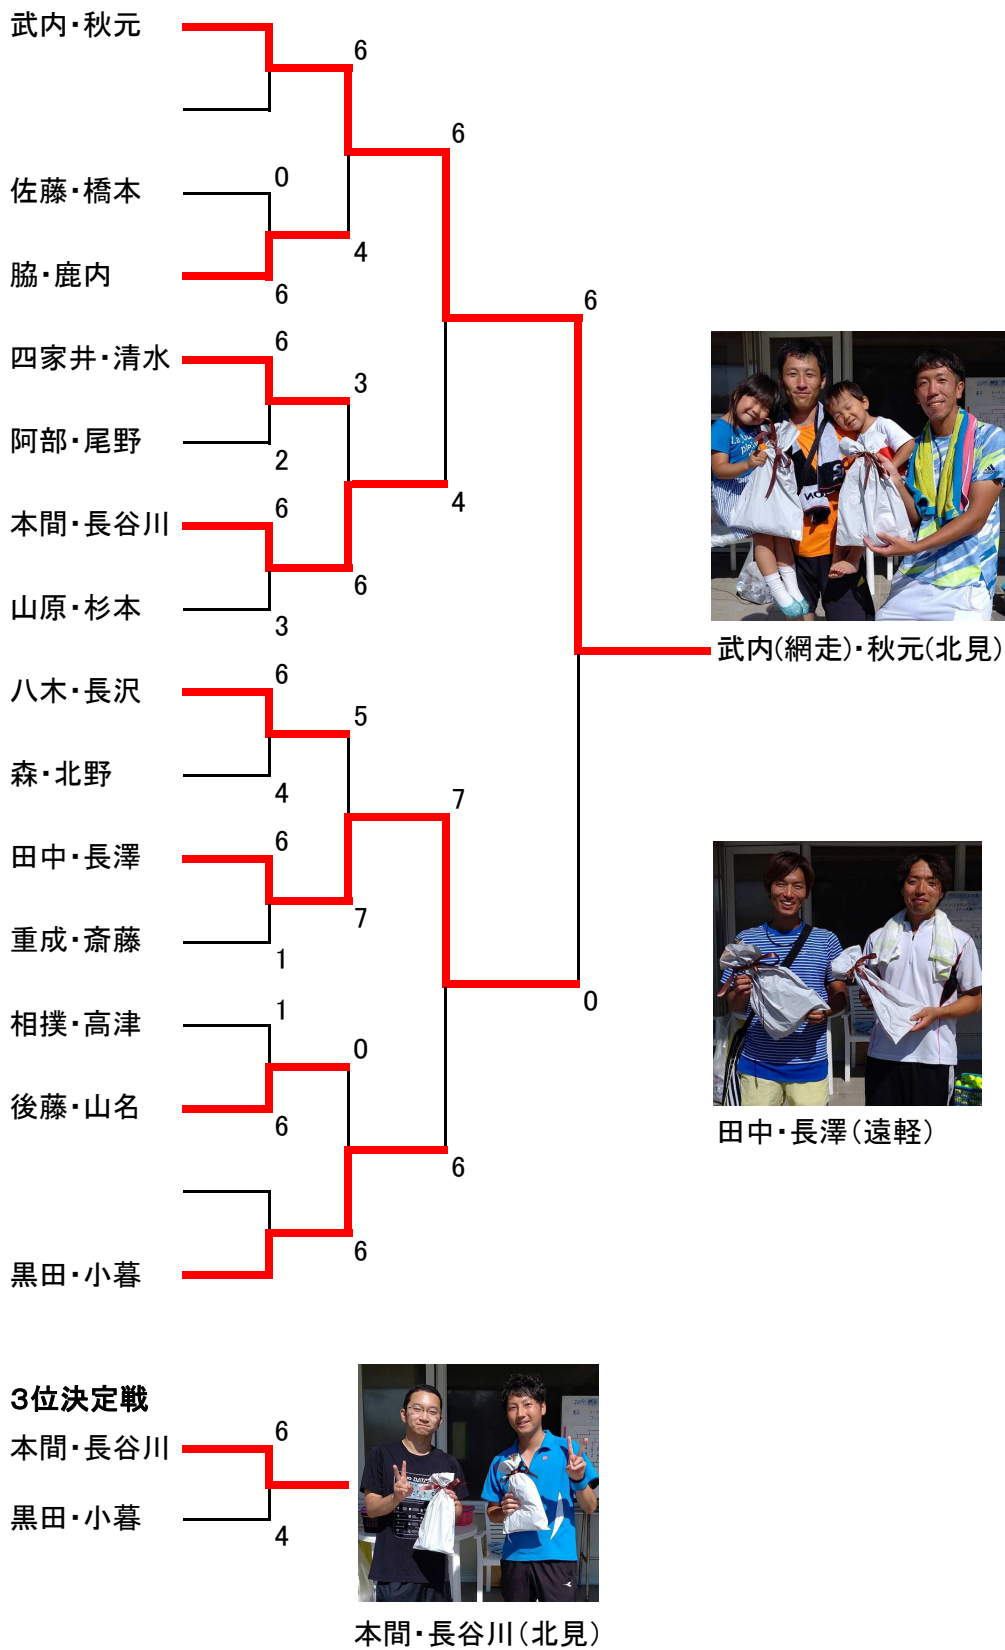 武内・秋元
6
6
佐藤・橋本
0
4
脇・鹿内
6
6
四家井・清水
6
3
阿部・尾野
2
4
本間・長谷川
6
6
山原・杉本
3
武内(網走)・秋元(北見)
八木・長沢
6
5
森・北野
4
7
田中・長澤
6
7
重成・斎藤
1
0
相撲・高津
1
0
後藤・山名
6
田中・長澤(遠軽)
6
6
黒田・小暮
3位決定戦
本間・長谷川
6
黒田・小暮
4
本間・長谷川(北見)